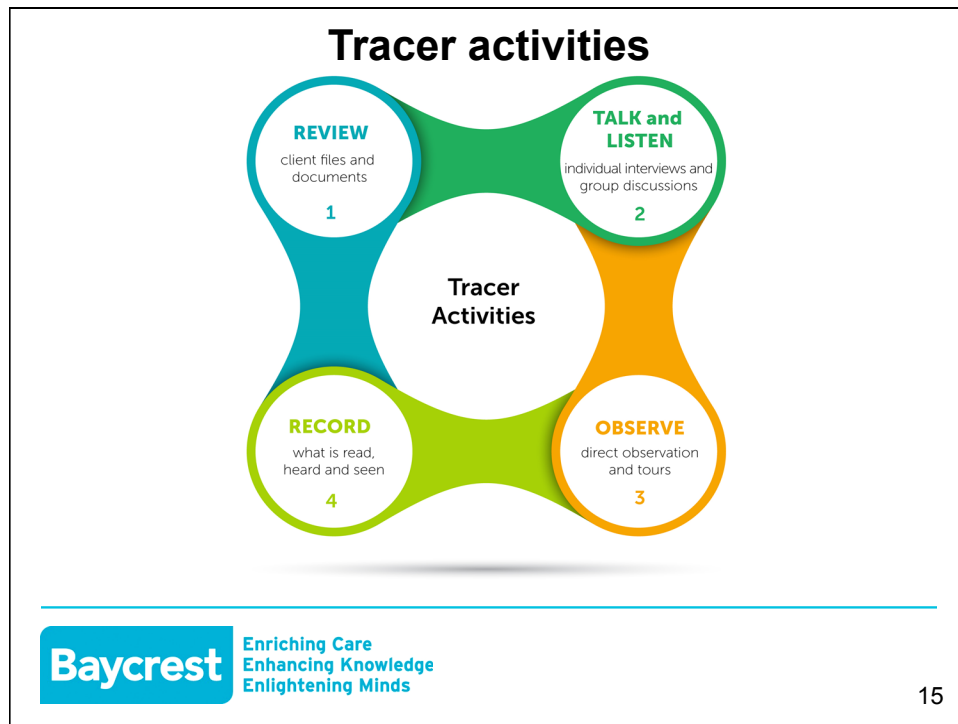 Tracer activities
REVIEW
client files and
documents
1
TALK and
LISTEN
individual interviews and
group discussions
2
Tracer
Activities
RECORD
what is read,
heard and seen
4
OBSERVE
direct observation
and tours
3
Baycrest
Enriching Care
Enhancing Knowledge
Enlightening Minds
15